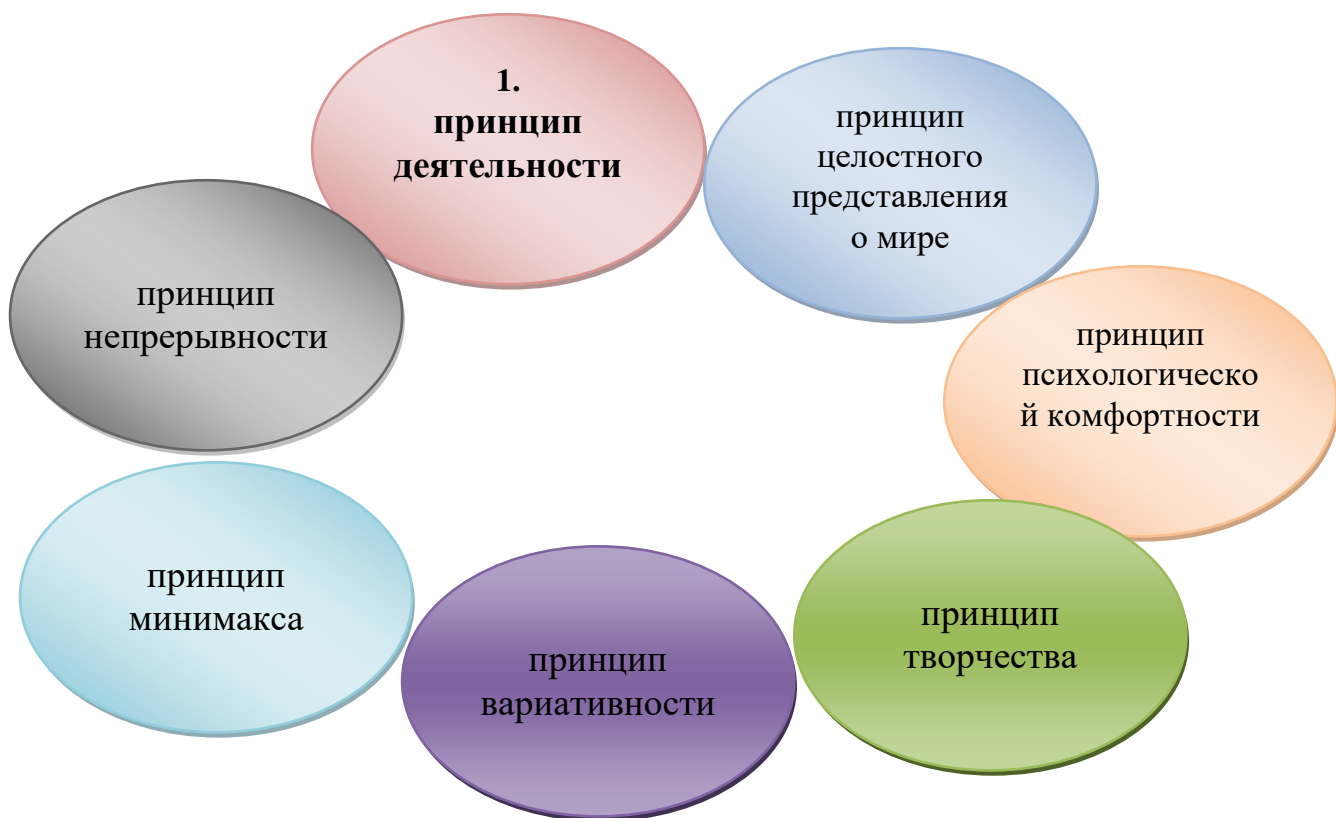 1.
принцип
деятельности
принцип
целостного
представления
о мире
принцип
психологическо
й комфортности
принцип
творчества
принцип
вариативности
принцип
минимакса
принцип
непрерывности